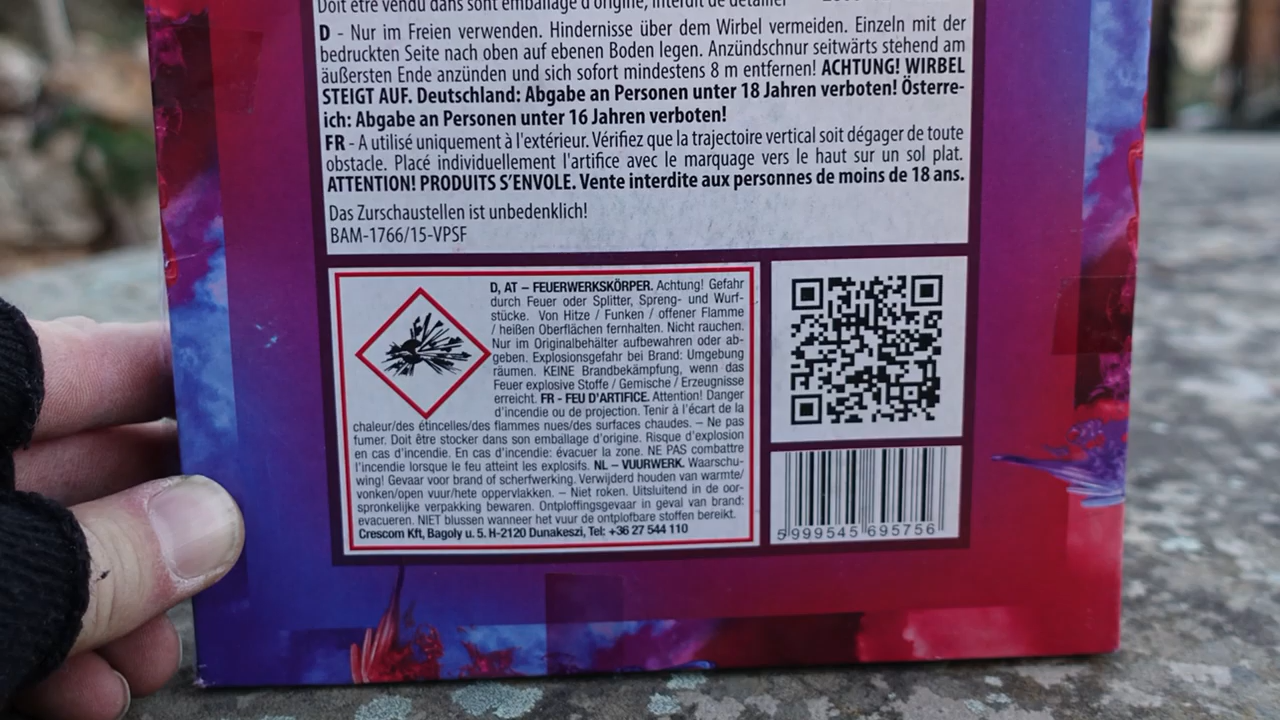 Doit être vendu dans sont emballage d'origine, interdit de détailler
D - Nur im Freien verwenden. Hindernisse über dem Wirbel vermeiden. Einzeln mit der
bedruckten Seite nach oben auf ebenen Boden legen. Anzündschnur seitwärts stehend am
äußersten Ende anzünden und sich sofort mindestens 8 m entfernen! ACHTUNG! WIRBEL
STEIGT AUF. Deutschland: Abgabe an Personen unter 18 Jahren verboten! Österre-
ich: Abgabe an Personen unter 16 Jahren verboten!
FR - A utilisé uniquement à l'extérieur. Vérifiez que la trajectoire vertical soit dégager de toute
obstacle. Placé individuellement l'artifice avec le marquage vers le haut sur un sol plat.
ATTENTION! PRODUITS S'ENVOLE. Vente interdite aux personnes de moins de 18 ans.
Das Zurschaustellen ist unbedenklich!
BAM-1766/15-VPSF
D, AT – FEUERWERKSKÖRPER. Achtung! Gefahr
durch Feuer oder Splitter, Spreng- und Wurf-
stücke. Von Hitze / Funken / offener Flamme
/ heißen Oberflächen fernhalten. Nicht rauchen.
Nur im Originalbehälter aufbewahren oder ab-
geben. Explosionsgefahr bei Brand: Umgebung
räumen. KEINE Brandbekämpfung, wenn das
Feuer explosive Stoffe / Gemische / Erzeugnisse
erreicht. FR - FEU D'ARTIFICE. Attention! Danger
d'incendie ou de projection. Tenir à l'écart de la
chaleur/des étincelles/des flammes nues/des surfaces chaudes. – Ne pas
fumer. Doit être stocker dans son emballage d'origine. Risque d'explosion
en cas d'incendie. En cas d'incendie: évacuer la zone. NE PAS combattre
l'incendie lorsque le feu atteint les explosifs. NL – VUURWERK. Waarschu-
wing! Gevaar voor brand of scherfwerking. Verwijderd houden van warmte/
vonken/open vuur/hete oppervlakken. – Niet roken. Uitsluitend in de oor-
spronkelijke verpakking bewaren. Ontploffingsgevaar in geval van brand:
evacueren. NIET blussen wanneer het vuur de ontplofbare stoffen bereikt.
Crescom Kft, Bagoly u. 5. H-2120 Dunakeszi, Tel: +36 27 544 110
5 999545 695756